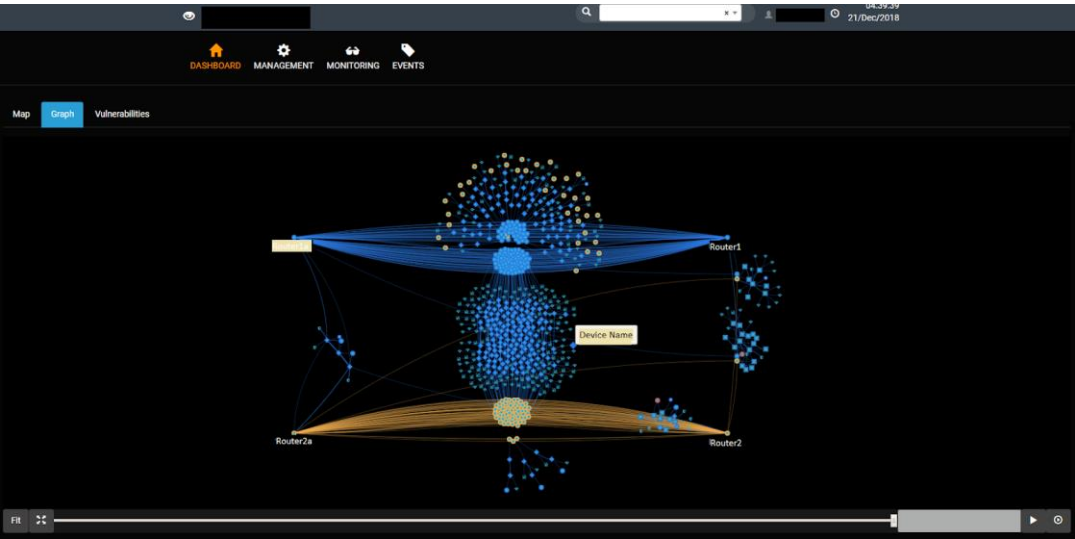 04:39:39
21/Dec/2018
DASHBOARD MANAGEMENT MONITORING EVENTS
Map Graph Vulnerabilities
Router1a Router1
Device Name
Router2a Router2
Fit